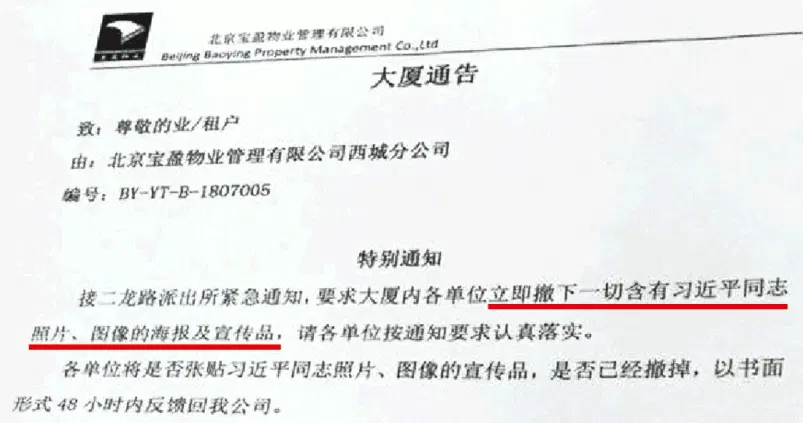 北京宝盈物业管理有限公司
Beijing Baoying Property Management Co.,Ltd
大厦通告
致：尊敬的业/租户
由：北京宝盈物业管理有限公司西城分公司
编号：BY-YT-B-1807005
特别通知
接二龙路派出所紧急通知，要求大厦内各单位立即撤下一切含有习近平同志
照片、图像的海报及宣传品，请各单位按通知要求认真落实。
各单位将是否张贴习近平同志照片、图像的宣传品，是否已经撤掉，以书面
形式48小时内反馈回我公司。